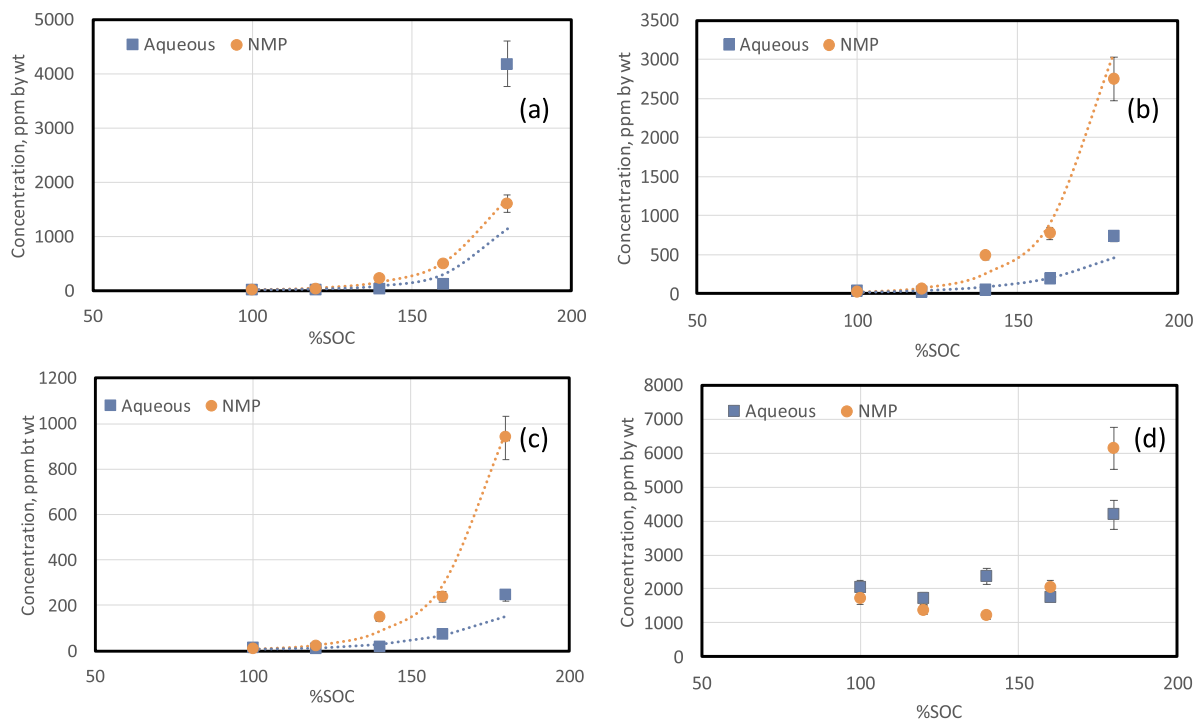 5000
4000
3000
2000
1000
0
50
100
150
200
Concentration, ppm by wt
%SOC
Aqueous
NMP
(a)
3500
3000
2500
2000
1500
1000
500
0
50
100
150
200
Concentration, ppm by wt
%SOC
Aqueous
NMP
(b)
1200
1000
800
600
400
200
0
50
100
150
200
Concentration, ppm bt wt
%SOC
Aqueous
NMP
(c)
8000
7000
6000
5000
4000
3000
2000
1000
0
50
100
150
200
Concentration, ppm by wt
%SOC
Aqueous
NMP
(d)